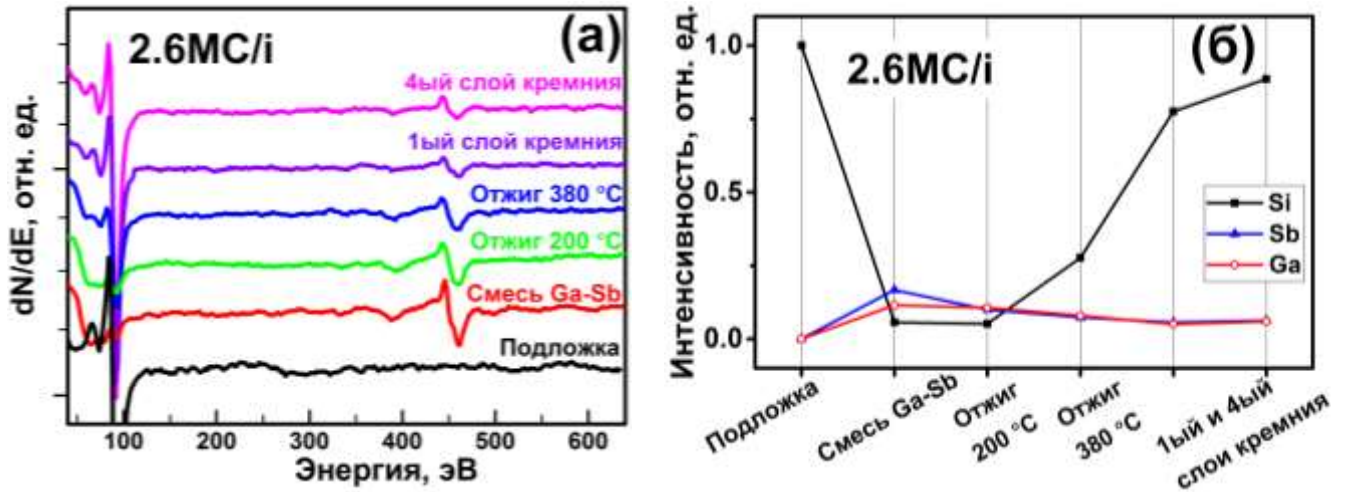 (а)
2.6МС/i
4ый слой кремния
1ый слой кремния
Отжиг 380 °C
Отжиг 200 °C
Смесь Ga-Sb
Подложка
dN/dE, отн. ед.
100 200 300 400 500 600
Энергия, эВ
(б)
2.6МС/i
Интенсивность, отн. ед.
1.0
0.5
0.0
Si
Sb
Ga
Подложка
Смесь Ga-Sb
Отжиг
200 °C
Отжиг
380 °C
1ый и 4ый
слои кремния